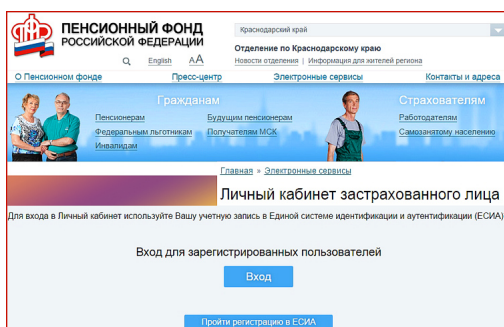 ПЕНСИОННЫЙ ФОНД
РОССИЙСКОЙ ФЕДЕРАЦИИ
English AA
Краснодарский край
Отделение по Краснодарскому краю
Новости отделения | Информация для жителей региона
О Пенсионном фонде Пресс-центр Электронные сервисы Контакты и адреса
Гражданам
Пенсионерам Будущим пенсионерам
Федеральным льготникам Получателям МСК
Инвалидам
Страхователям
Работодателям
Самозанятому населению
Главная » Электронные сервисы
Личный кабинет застрахованного лица
Для входа в Личный кабинет используйте Вашу учетную запись в Единой системе идентификации и аутентификации (ЕСИА)
Вход для зарегистрированных пользователей
Вход
Пройти регистрацию в ЕСИА